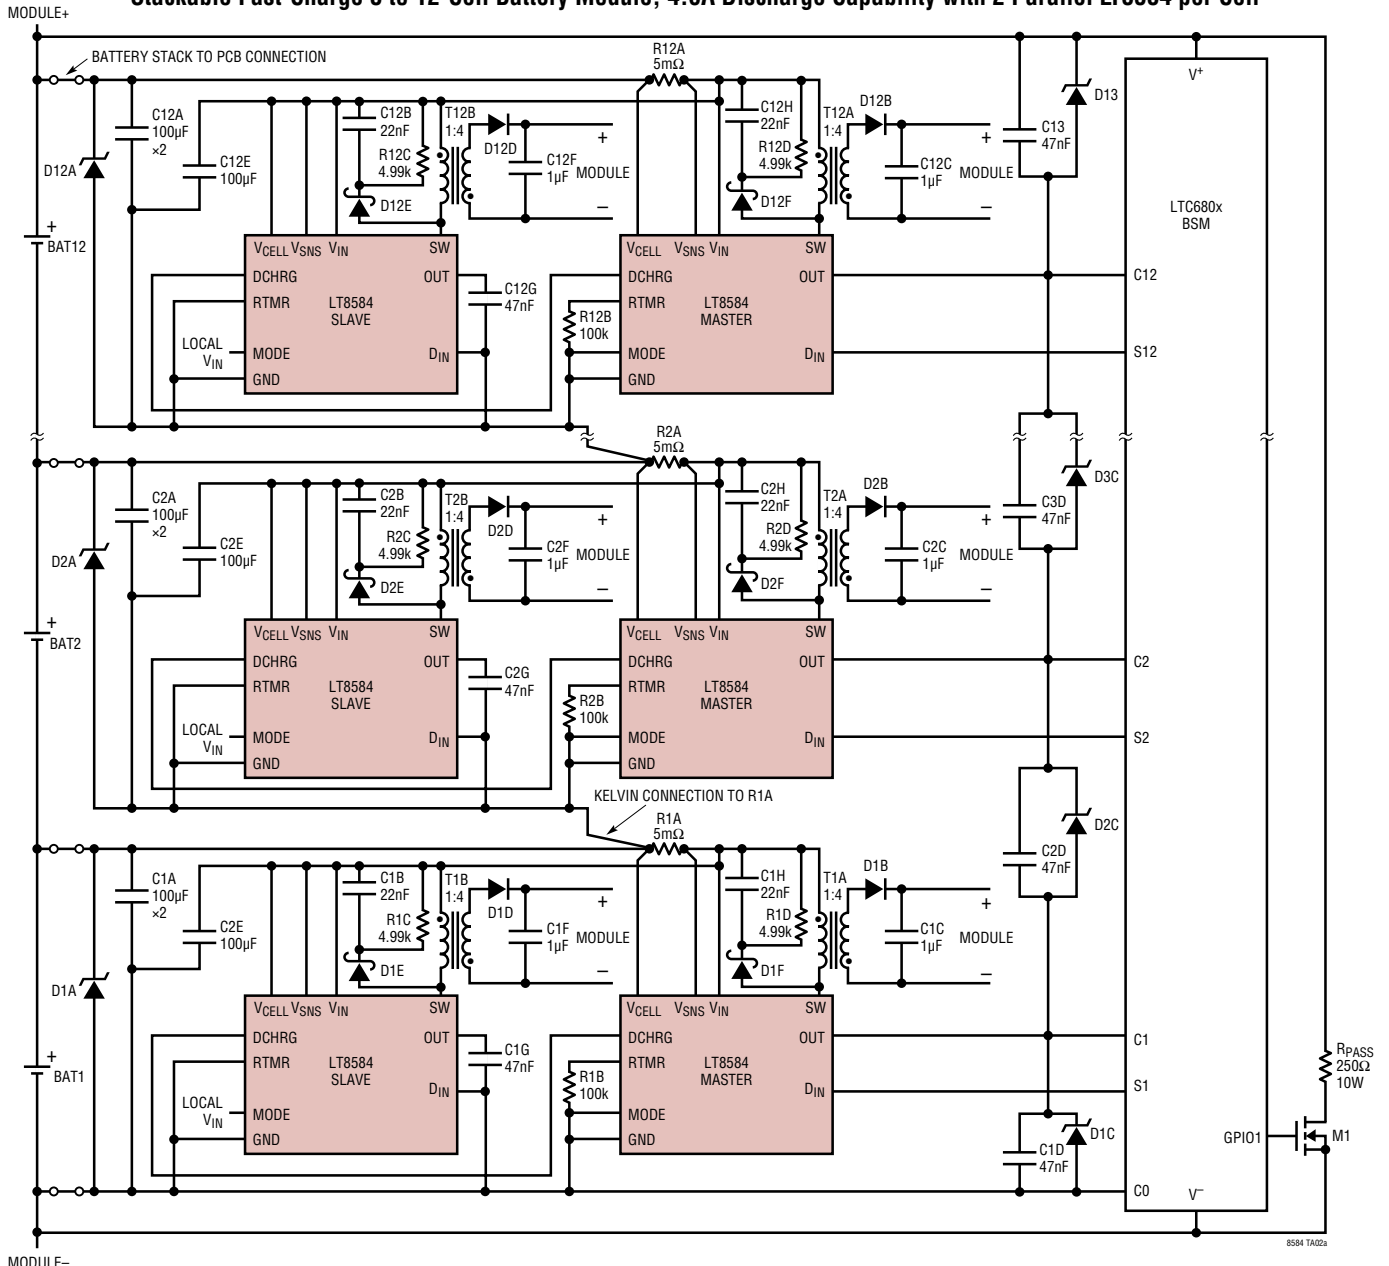 Stackable Fast-Charge 8 to 12-Cell Battery Module; 4.8A Discharge Capability with 2 Parallel LT8584 per Cell
MODULE+
BATTERY STACK TO PCB CONNECTION
R12A
5mΩ
V+
D13
C13
47nF
LTC680x
BSM
C12A
100µF
×2
C12E
100µF
D12A
C12B
22nF
R12C
4.99k
D12E
T12B
1:4
D12D
C12F
1µF
+
MODULE
–
C12H
22nF
R12D
4.99k
D12F
T12A
1:4
D12B
C12C
1µF
+
MODULE
–
+
BAT12
VCELL VSNS VIN SW
DCHRG OUT
RTMR
LT8584
SLAVE
LOCAL
VIN
MODE DIN
GND
C12G
47nF
R12B
100k
VCELL VSNS VIN SW
DCHRG OUT
RTMR
LT8584
MASTER
MODE DIN
GND
C12
S12
R2A
5mΩ
C2A
100µF
×2
C2E
100µF
D2A
C2B
22nF
R2C
4.99k
D2E
T2B
1:4
D2D
C2F
1µF
+
MODULE
–
C2H
22nF
R2D
4.99k
D2F
T2A
1:4
D2B
C2C
1µF
+
MODULE
–
D3C
C3D
47nF
+
BAT2
VCELL VSNS VIN SW
DCHRG OUT
RTMR
LT8584
SLAVE
LOCAL
VIN
MODE DIN
GND
C2G
47nF
R2B
100k
VCELL VSNS VIN SW
DCHRG OUT
RTMR
LT8584
MASTER
MODE DIN
GND
C2
S2
KELVIN CONNECTION TO R1A
R1A
5mΩ
D2C
C2D
47nF
C1A
100µF
×2
C2E
100µF
D1A
C1B
22nF
R1C
4.99k
D1E
T1B
1:4
D1D
C1F
1µF
+
MODULE
–
C1H
22nF
R1D
4.99k
D1F
T1A
1:4
D1B
C1C
1µF
+
MODULE
–
+
BAT1
VCELL VSNS VIN SW
DCHRG OUT
RTMR
LT8584
SLAVE
LOCAL
VIN
MODE DIN
GND
C1G
47nF
R1B
100k
VCELL VSNS VIN SW
DCHRG OUT
RTMR
LT8584
MASTER
MODE DIN
GND
C1
S1
RPASS
250Ω
10W
GPIO1
M1
D1C
C1D
47nF
C0
V–
8584 TA02a
MODULE–